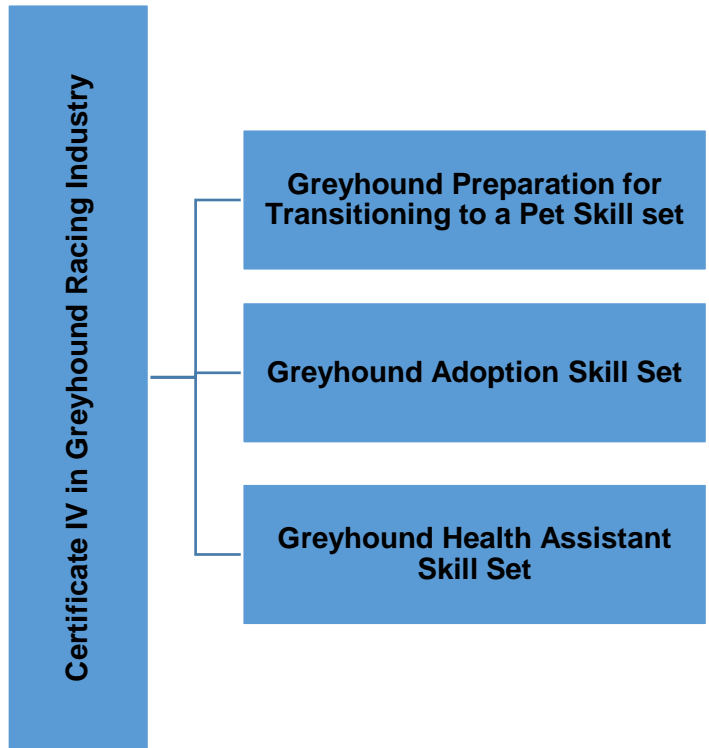 Certificate IV in Greyhound Racing Industry
Greyhound Preparation for
Transitioning to a Pet Skill set
Greyhound Adoption Skill Set
Greyhound Health Assistant
Skill Set